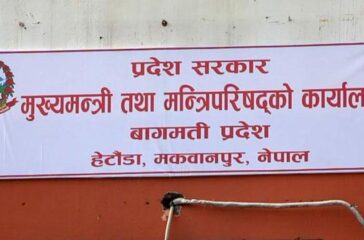 प्रदेश सरकार
मुख्यमन्त्री तथा मन्त्रिपरिषद्को कार्याल
बागमती प्रदेश
हेटौंडा, मकवानपुर, नेपाल